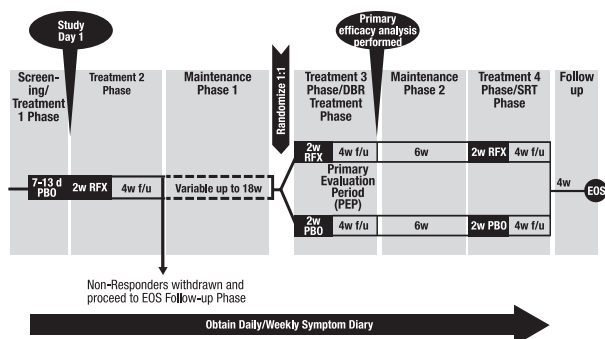 Study
Day 1
Primary
efficacy analysis
performed
Screen-
ing/
Treatment
1 Phase
Treatment 2
Phase
Maintenance
Phase 1
Randomize 1:1
Treatment 3
Phase/DBR
Treatment
Phase
Maintenance
Phase 2
Treatment 4
Phase/SRT
Phase
Follow
up
7–13 d
PBO
2w RFX
4w f/u
Variable up to 18w
2w
RFX
4w f/u
6w
2w RFX
4w f/u
Primary
Evaluation
Period
(PEP)
2w
PBO
4w f/u
6w
2w PBO
4w f/u
4w
EOS
Non-Responders withdrawn and
proceed to EOS Follow-up Phase
Obtain Daily/Weekly Symptom Diary